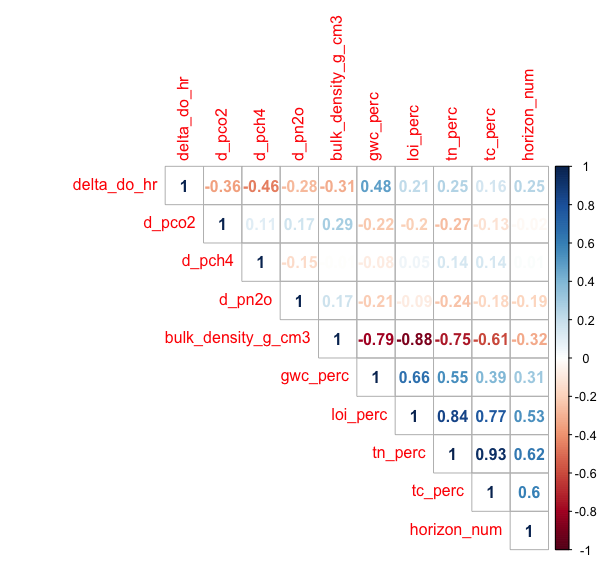 delta_do_hr
d_pco2
d_pch4
d_pn2o
bulk_density_g_cm3
gwc_perc
loi_perc
tn_perc
tc_perc
horizon_num
delta_do_hr 1 -0.36 -0.46 -0.28 -0.31 0.48 0.21 0.25 0.16 0.25
d_pco2 1 0.11 0.17 0.29 -0.22 -0.2 -0.27 -0.13
d_pch4 1 -0.15 -0.08 0.05 0.14 0.14
d_pn2o 1 0.17 -0.21 -0.09 -0.24 -0.18 -0.19
bulk_density_g_cm3 1 -0.79 -0.88 -0.75 -0.61 -0.32
gwc_perc 1 0.66 0.55 0.39 0.31
loi_perc 1 0.84 0.77 0.53
tn_perc 1 0.93 0.62
tc_perc 1 0.6
horizon_num 1
1
0.8
0.6
0.4
0.2
0
-0.2
-0.4
-0.6
-0.8
-1